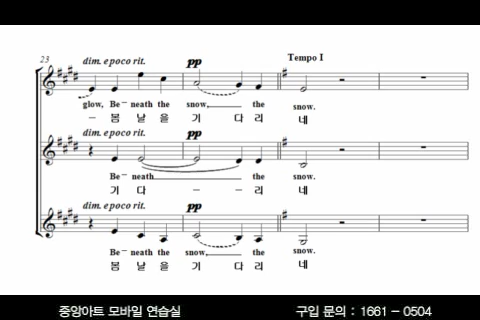 23
dim. e poco rit.
pp
Tempo I
glow, Be- neath the snow, the snow.
- 봄 날 을 기 다 리 네
dim. e poco rit.
pp
Be- neath the snow.
기 다 - - 리 네
dim. e poco rit.
pp
Be- neath the snow, the snow.
봄 날 을 기 다 리 네
중앙아트 모바일 연습실
구입 문의 : 1661 - 0504